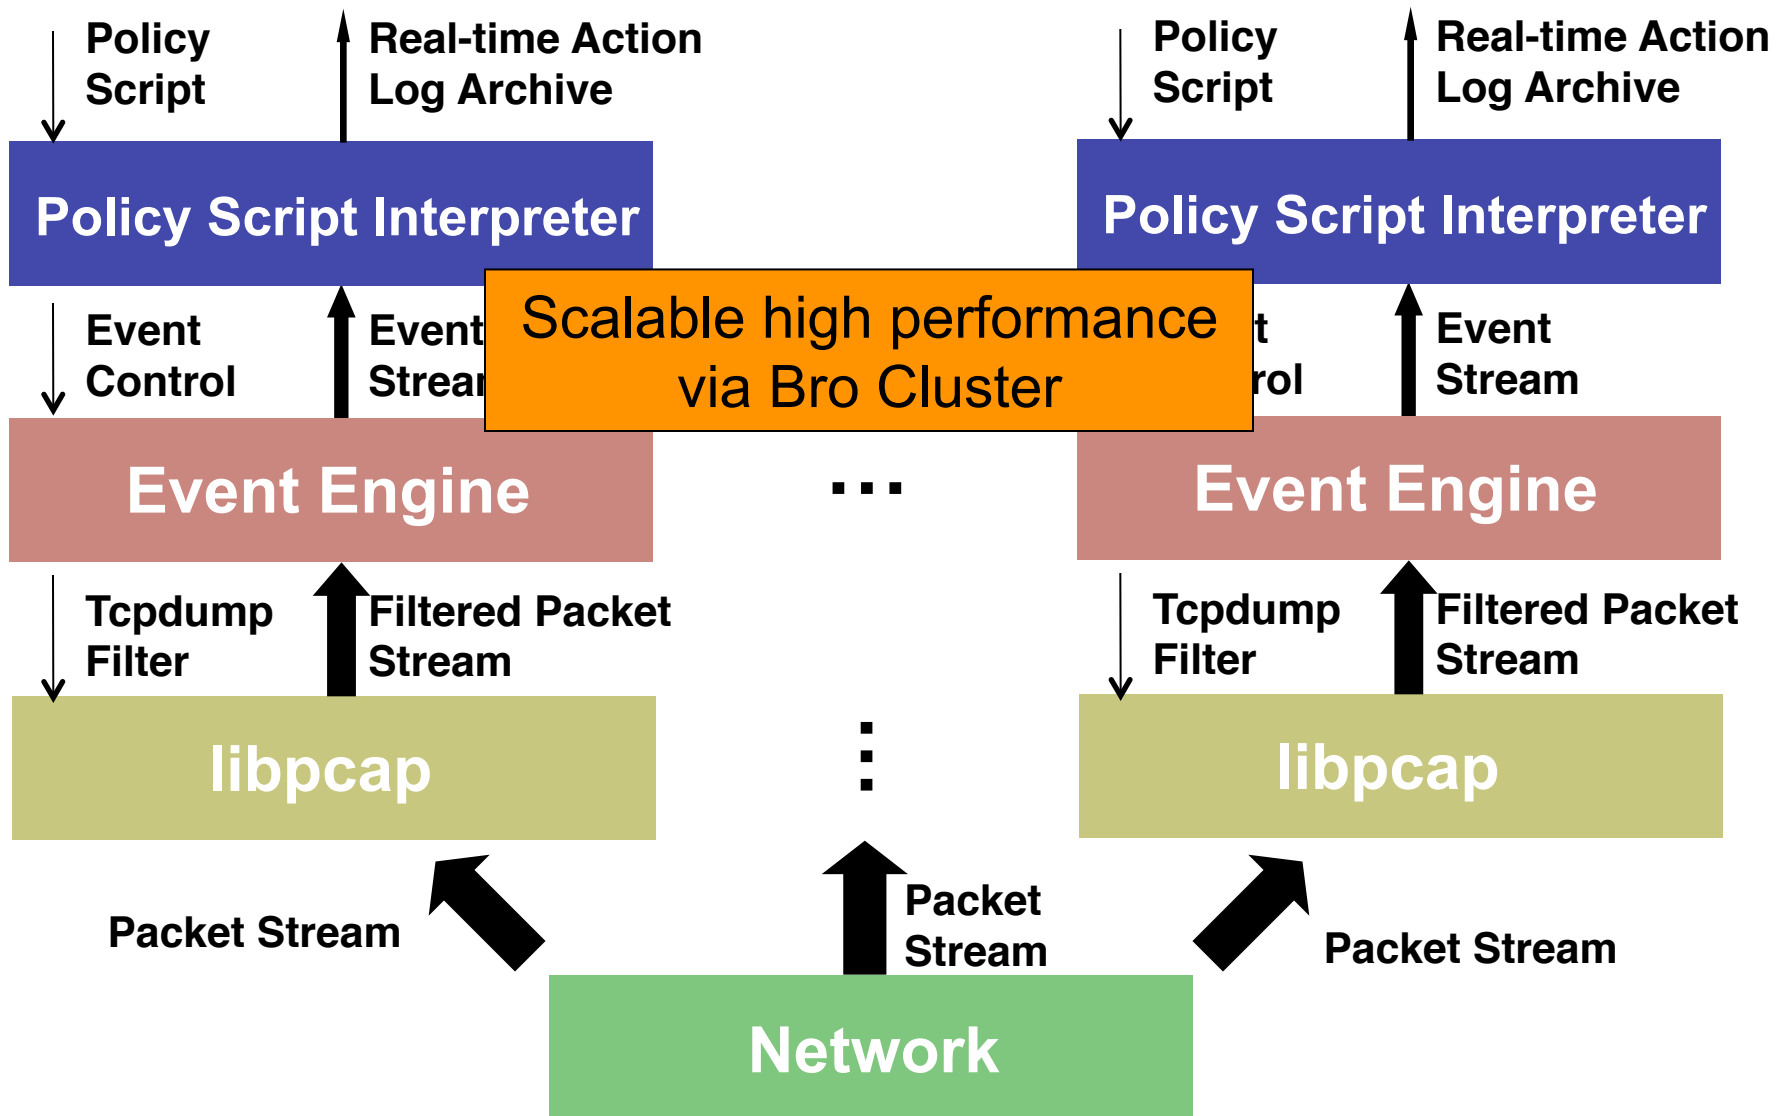 Policy
Script
Real-time Action
Log Archive
Policy
Script
Real-time Action
Log Archive
Policy Script Interpreter
Policy Script Interpreter
Scalable high performance
via Bro Cluster
Event
Control
Event
Event
Stream
Event Engine
...
Event Engine
Tcpdump
Filter
Filtered Packet
Stream
Tcpdump
Filter
Filtered Packet
Stream
libpcap
libpcap
Packet Stream
Packet
Stream
Packet Stream
Network